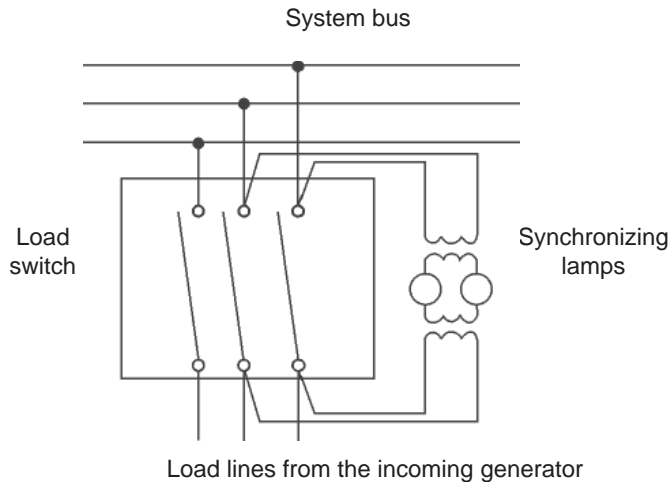 System bus
Load
switch
Synchronizing
lamps
Load lines from the incoming generator